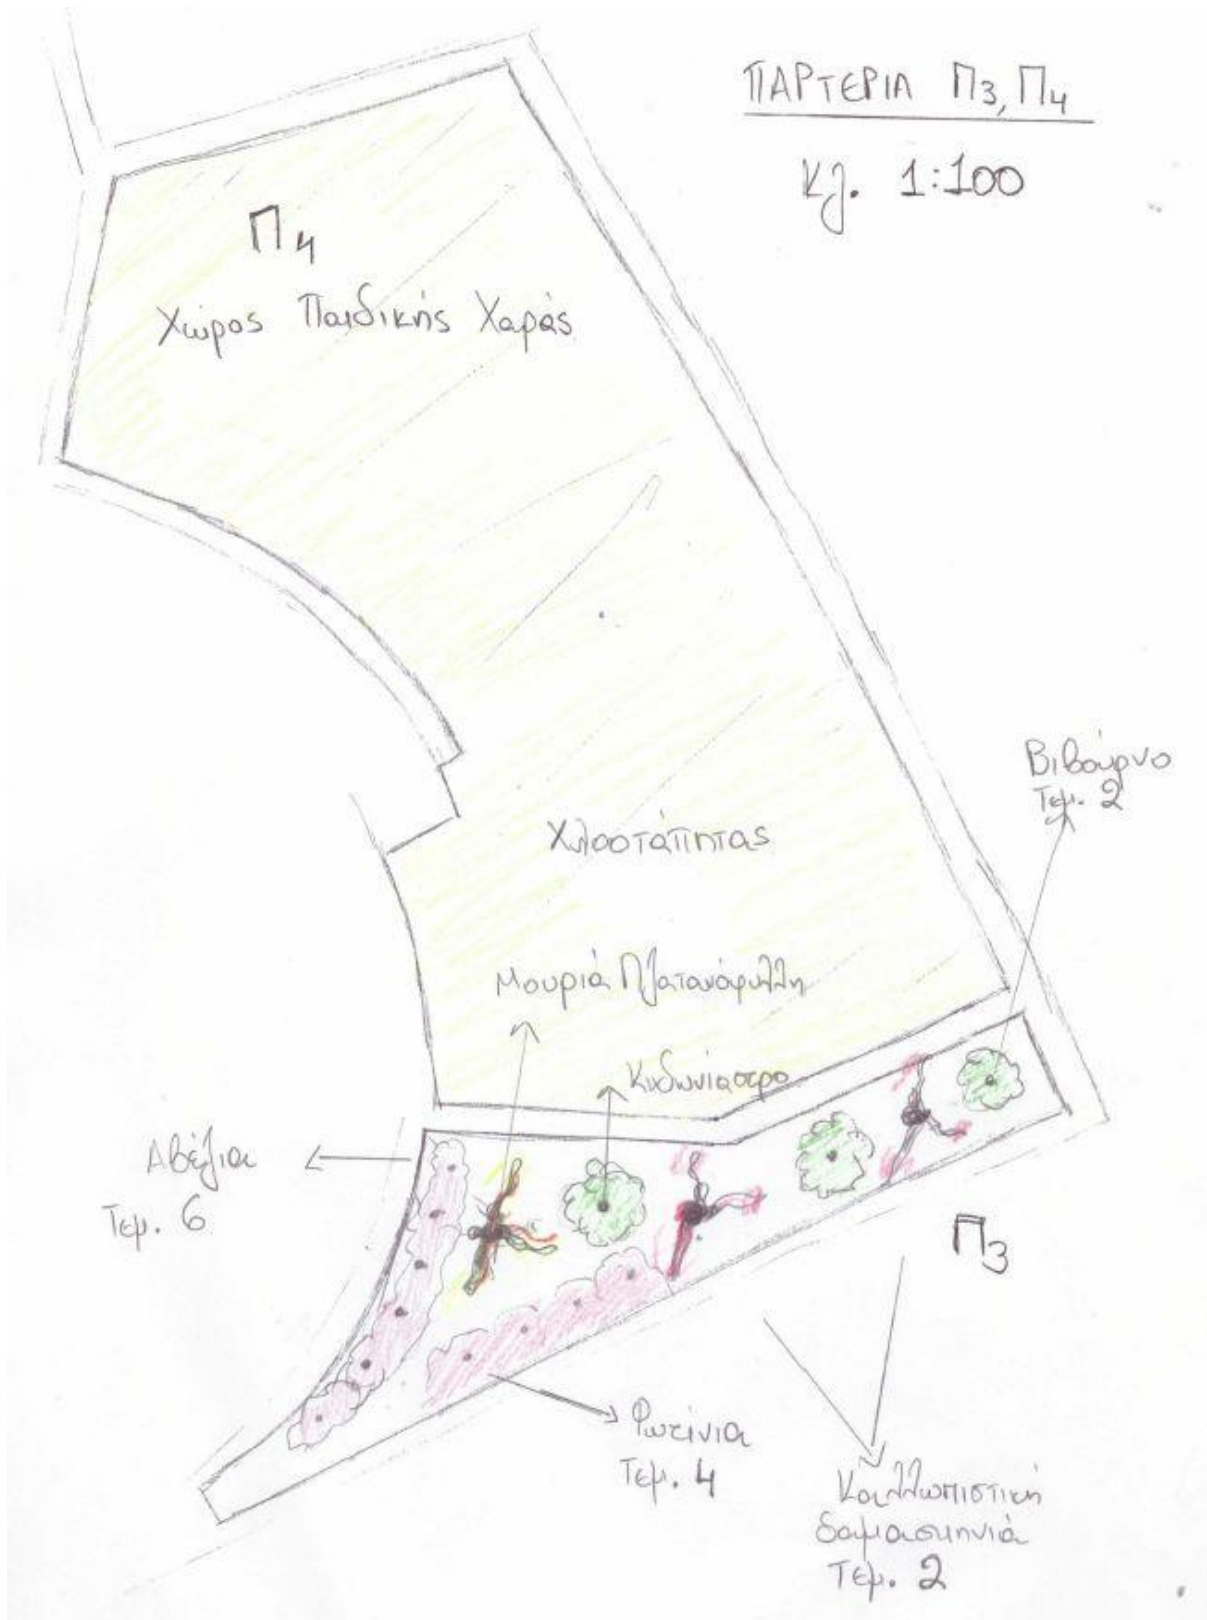 ΠΑΡΤΕΡΙΑ Π3, Π4
Κλ. 1:100
Π4
Χώρος Παιδικής Χαράς
Βιβούρνο
Τεμ. 2
Χλοοτάπητας
Μουριά Πλατανόφυλλη
Κυδωνίαστρο
Αβέλια
Τεμ. 6
Π3
Φωτίνια
Τεμ. 4
Καλλωπιστική
δαμασκηνιά
Τεμ. 2